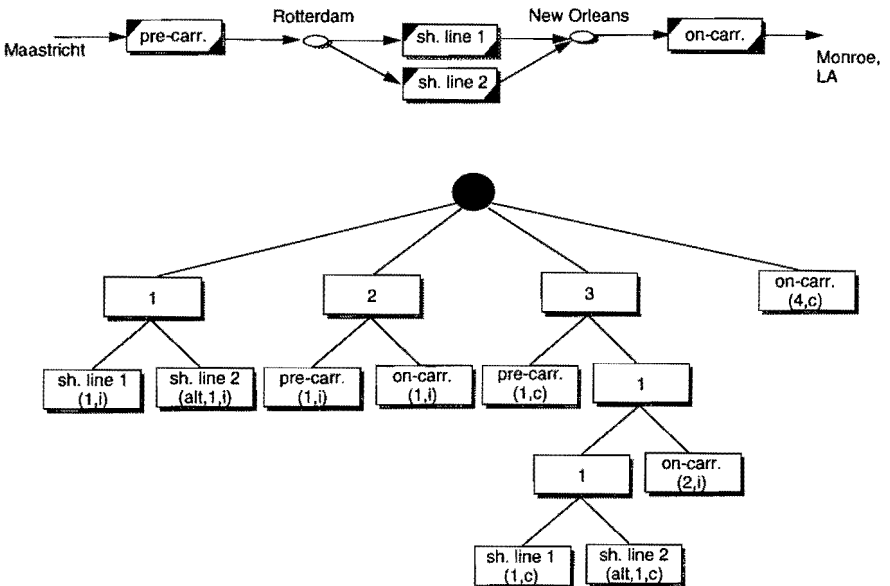 Rotterdam
New Orleans
Maastricht
pre-carr.
sh. line 1
on-carr.
Monroe,
LA
sh. line 2
1
2
3
on-carr.
(4,c)
sh. line 1
(1,i)
sh. line 2
(alt,1,i)
pre-carr.
(1,i)
on-carr.
(1,i)
pre-carr.
(1,c)
1
1
on-carr.
(2,i)
sh. line 1
(1,c)
sh. line 2
(alt,1,c)